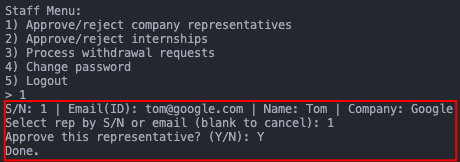 Staff Menu:
1) Approve/reject company representatives
2) Approve/reject internships
3) Process withdrawal requests
4) Change password
5) Logout
> 1
S/N: 1 | Email(ID): tom@google.com | Name: Tom | Company: Google
Select rep by S/N or email (blank to cancel): 1
Approve this representative? (Y/N): Y
Done.